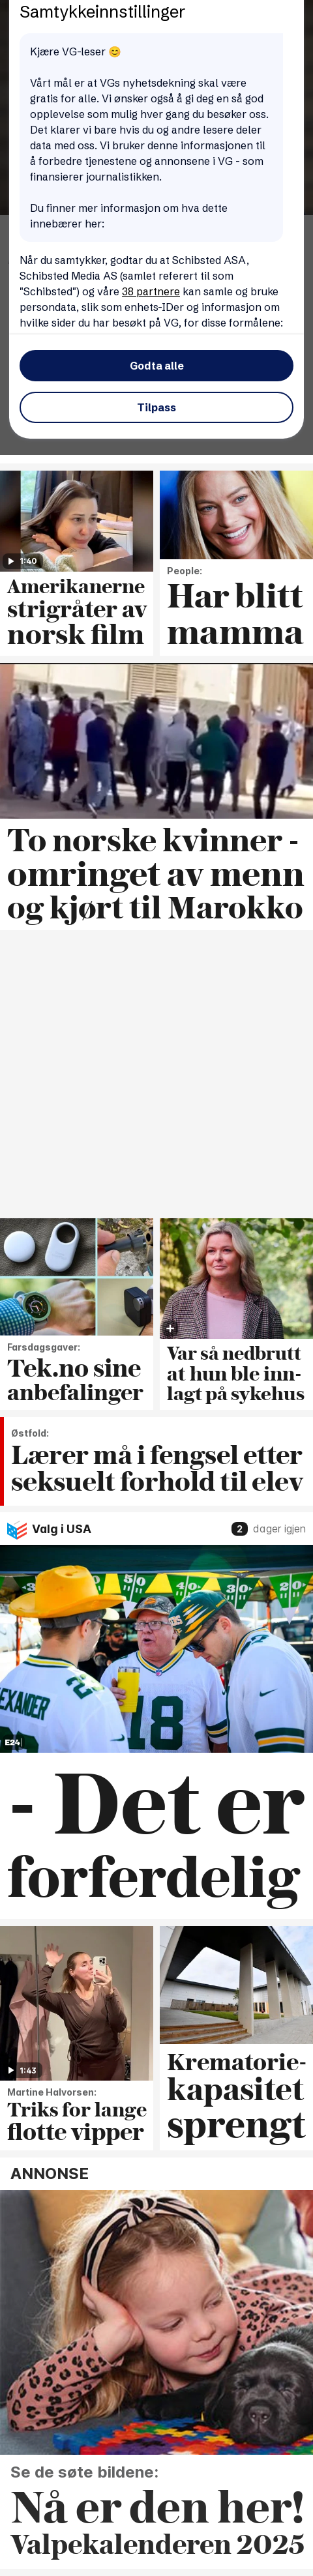 Samtykkeinnstillinger
Kjære VG-leser 😊
Vårt mål er at VGs nyhetsdekning skal være
gratis for alle. Vi ønsker også å gi deg en så god
opplevelse som mulig hver gang du besøker oss.
Det klarer vi bare hvis du og andre lesere deler
data med oss. Vi bruker denne informasjonen til
å forbedre tjenestene og annonsene i VG - som
finansierer journalistikken.
Du finner mer informasjon om hva dette
innebærer her:
Når du samtykker, godtar du at Schibsted ASA,
Schibsted Media AS (samlet referert til som
"Schibsted") og våre 38 partnere kan samle og bruke
persondata, slik som enhets-IDer og informasjon om
hvilke sider du har besøkt på VG, for disse formålene:
Godta alle
Tilpass
1:40
Amerikanerne
strigråter av
norsk film
People:
Har blitt
mamma
To norske kvinner -
omringet av menn
og kjørt til Marokko
Farsdagsgaver:
Tek.no sine
anbefalinger
Var så nedbrutt
at hun ble inn-
lagt på sykehus
Østfold:
Lærer må i fengsel etter
seksuelt forhold til elev
Valg i USA
2 dager igjen
EXANDER
18
E24
- Det er
forferdelig
1:43
Martine Halvorsen:
Triks for lange
flotte vipper
Krematorie-
kapasitet
sprengt
ANNONSE
Se de søte bildene:
Nå er den her!
Valpekalenderen 2025